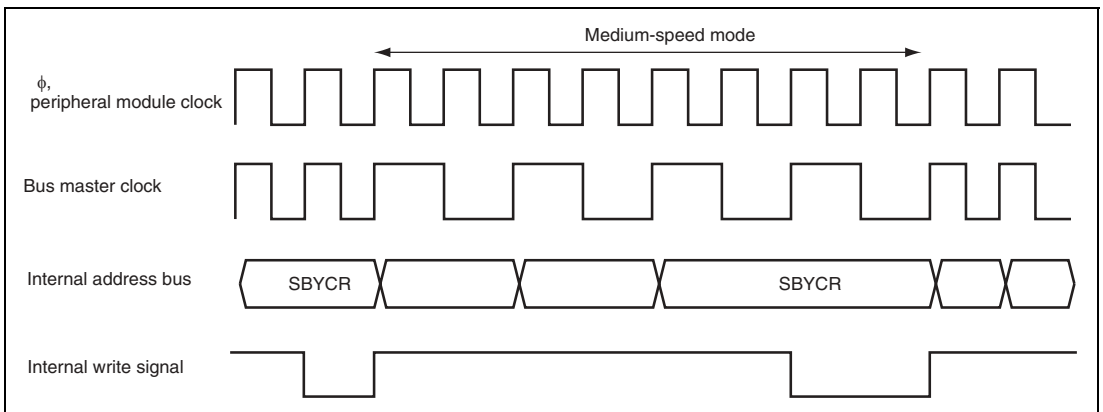 Medium-speed mode
ϕ,
peripheral module clock
Bus master clock
Internal address bus
SBYCR
SBYCR
Internal write signal